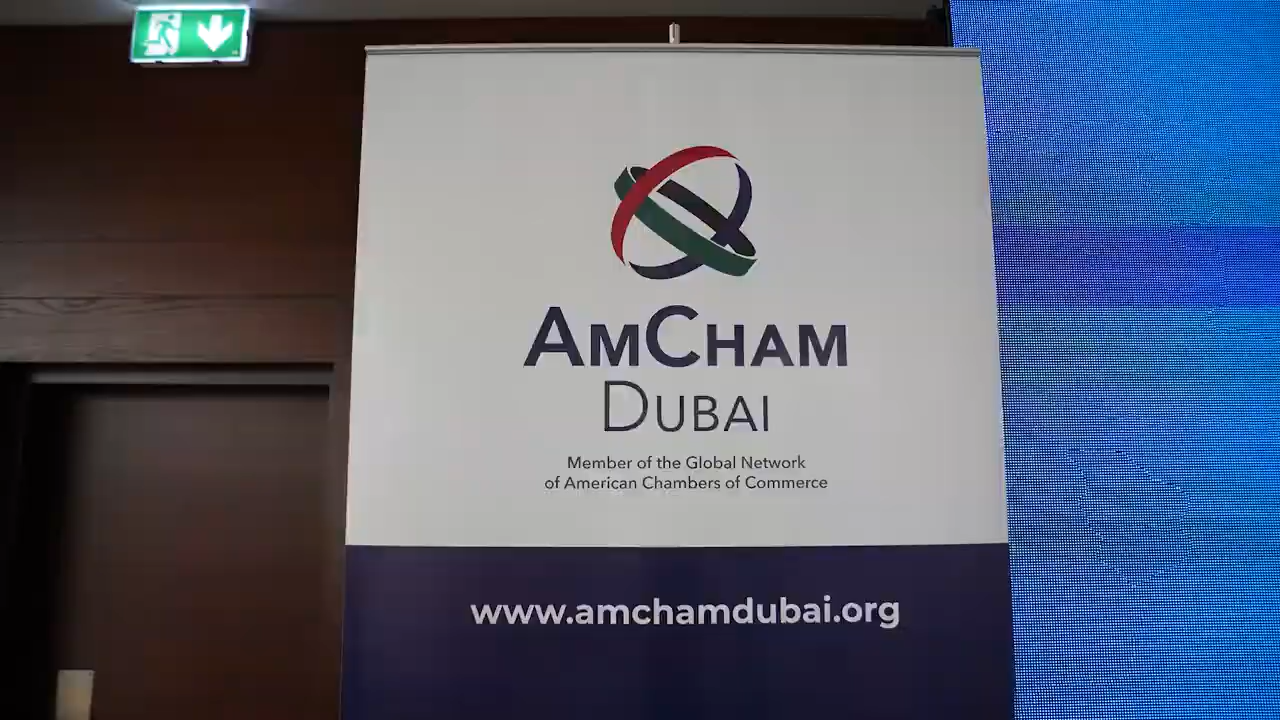 AMCHAM
DUBAI
Member of the Global Network
of American Chambers of Commerce
www.amchamdubai.org